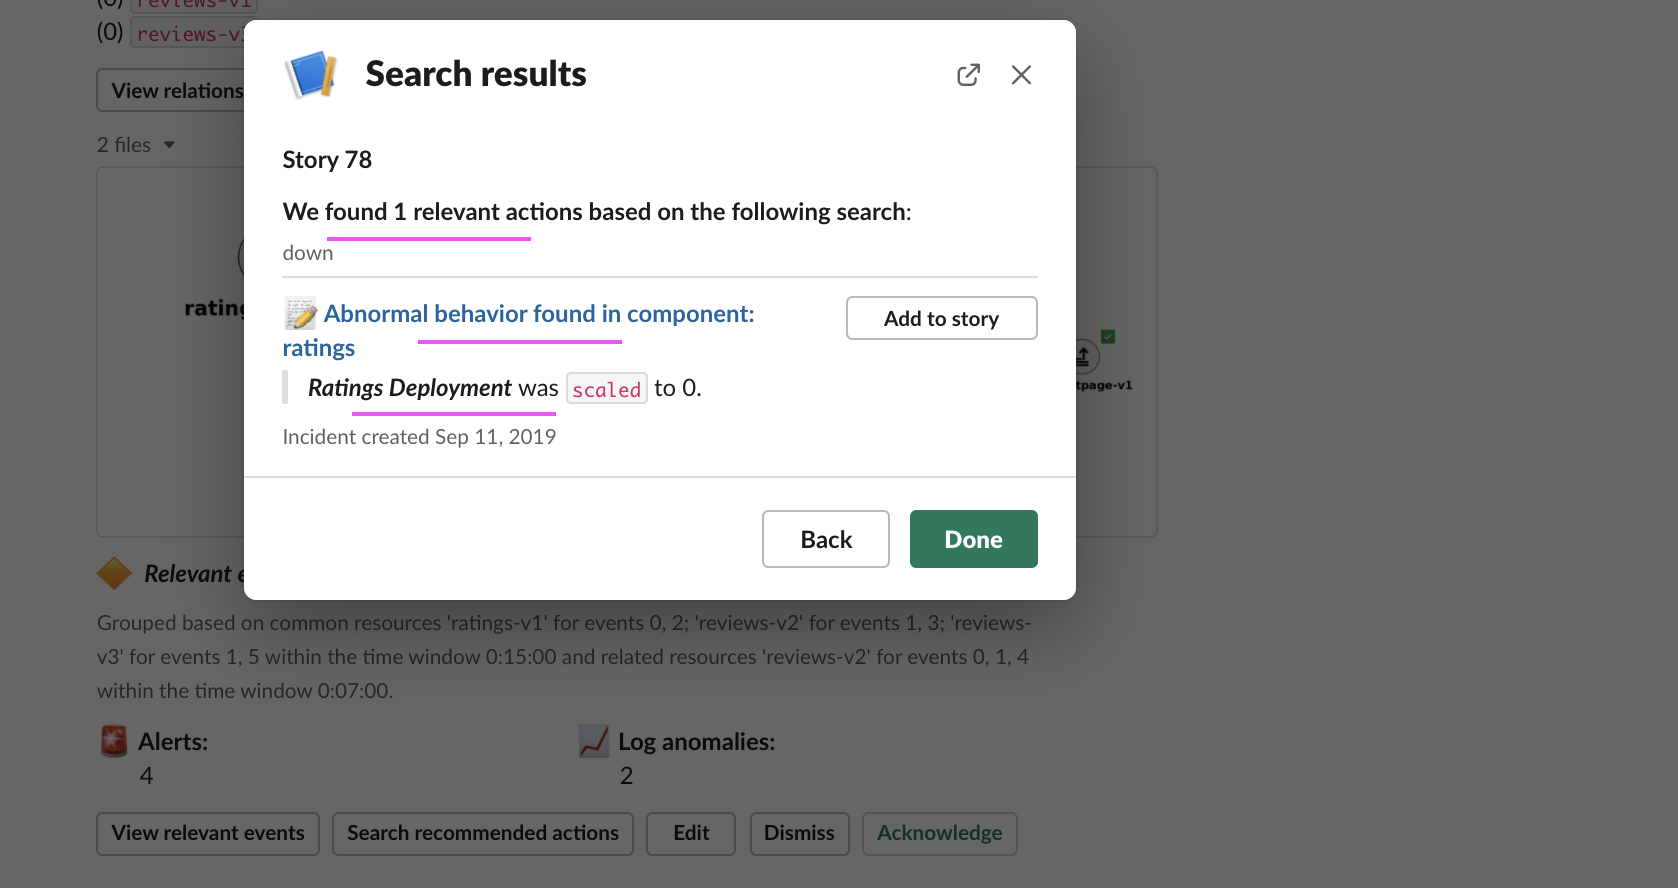 (0) reviews-v1
(0)
View relations
2 files
Search results
Story 78
We found 1 relevant actions based on the following search:
down
Abnormal behavior found in component:
ratings
Add to story
Ratings Deployment was scaled to 0.
Incident created Sep 11, 2019
Back
Done
tpage-v1
Relevant
Grouped based on common resources 'ratings-v1' for events 0, 2; 'reviews-v2' for events 1, 3; 'reviews-
v3' for events 1, 5 within the time window 0:15:00 and related resources 'reviews-v2' for events 0, 1, 4
within the time window 0:07:00.
Alerts:
4
Log anomalies:
2
View relevant events
Search recommended actions
Edit
Dismiss
Acknowledge